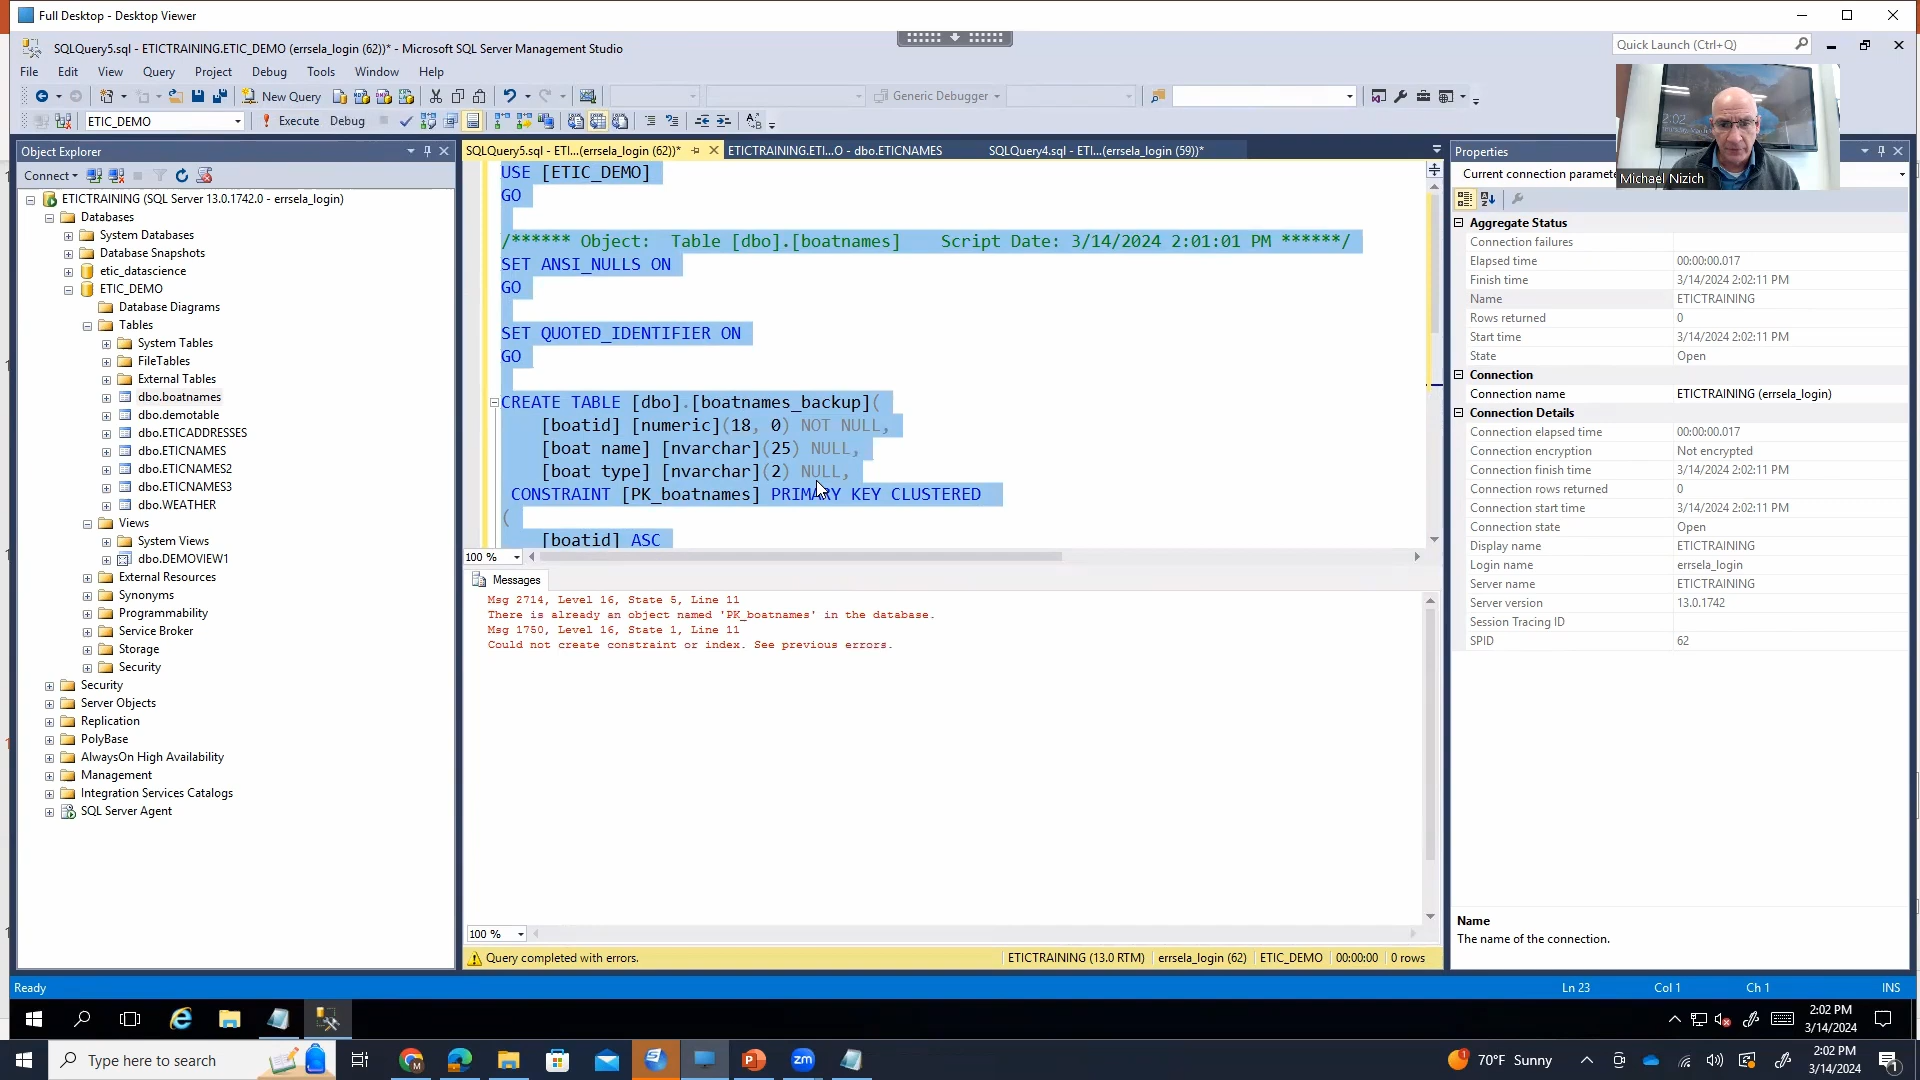 Full Desktop - Desktop Viewer
SQLQuery5.sql - ETICTRAINING.ETIC_DEMO (errsela_login (62))* - Microsoft SQL Server Management Studio
Quick Launch (Ctrl+Q)
File Edit View Query Project Debug Tools Window Help
New Query
Generic Debugger
ETIC_DEMO
Execute Debug
Michael Nizich
Object Explorer
Connect
ETICTRAINING (SQL Server 13.0.1742.0 - errsela_login)
Databases
System Databases
Database Snapshots
etic_datascience
ETIC_DEMO
Database Diagrams
Tables
System Tables
FileTables
External Tables
dbo.boatnames
dbo.demotable
dbo.ETICADDRESSES
dbo.ETICNAMES
dbo.ETICNAMES2
dbo.ETICNAMES3
dbo.WEATHER
Views
System Views
dbo.DEMOVIEW1
External Resources
Synonyms
Programmability
Service Broker
Storage
Security
Security
Server Objects
Replication
PolyBase
AlwaysOn High Availability
Management
Integration Services Catalogs
SQL Server Agent
SQLQuery5.sql - ETI...(errsela_login (62))*
ETICTRAINING.ETI...O - dbo.ETICNAMES
SQLQuery4.sql - ETI...(errsela_login (59))*
USE [ETIC_DEMO]
GO
/****** Object:  Table [dbo].[boatnames]    Script Date: 3/14/2024 2:01:01 PM ******/
SET ANSI_NULLS ON
GO
SET QUOTED_IDENTIFIER ON
GO
CREATE TABLE [dbo].[boatnames_backup](
[boatid] [numeric](18, 0) NOT NULL,
[boat name] [nvarchar](25) NULL,
[boat type] [nvarchar](2) NULL,
CONSTRAINT [PK_boatnames] PRIMARY KEY CLUSTERED
(
[boatid] ASC
100 %
Messages
Msg 2714, Level 16, State 5, Line 11
There is already an object named 'PK_boatnames' in the database.
Msg 1750, Level 16, State 1, Line 11
Could not create constraint or index. See previous errors.
100 %
Query completed with errors.
ETICTRAINING (13.0 RTM) errsela_login (62) ETIC_DEMO 00:00:00 0 rows
Properties
Current connection paramete
Aggregate Status
Connection failures
Elapsed time 00:00:00.017
Finish time 3/14/2024 2:02:11 PM
Name ETICTRAINING
Rows returned 0
Start time 3/14/2024 2:02:11 PM
State Open
Connection
Connection name ETICTRAINING (errsela_login)
Connection Details
Connection elapsed time 00:00:00.017
Connection encryption Not encrypted
Connection finish time 3/14/2024 2:02:11 PM
Connection rows returned 0
Connection start time 3/14/2024 2:02:11 PM
Connection state Open
Display name ETICTRAINING
Login name errsela_login
Server name ETICTRAINING
Server version 13.0.1742
Session Tracing ID
SPID 62
Name
The name of the connection.
Ready
Ln 23 Col 1 Ch 1 INS
2:02 PM
3/14/2024
Type here to search
70°F Sunny
2:02 PM
3/14/2024